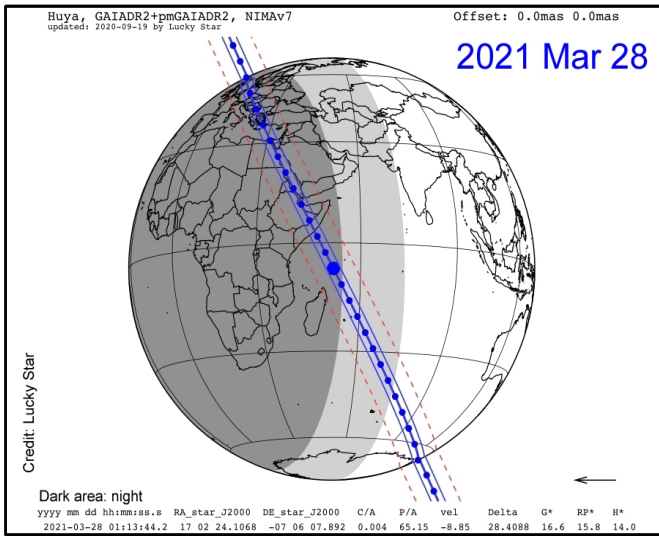 Huya, GAIADR2+pmGAIADR2, NIMAv7 Offset: 0.0mas 0.0mas
updated: 2020-09-19 by Lucky Star
2021 Mar 28
Credit: Lucky Star
Dark area: night
yyyy mm dd hh:mm:ss.s RA_star_J2000 DE_star_J2000 C/A P/A vel Delta G* RP* H*
2021-03-28 01:13:44.2 17 02 24.1068 -07 06 07.892 0.004 65.15 -8.85 28.4088 16.6 15.8 14.0